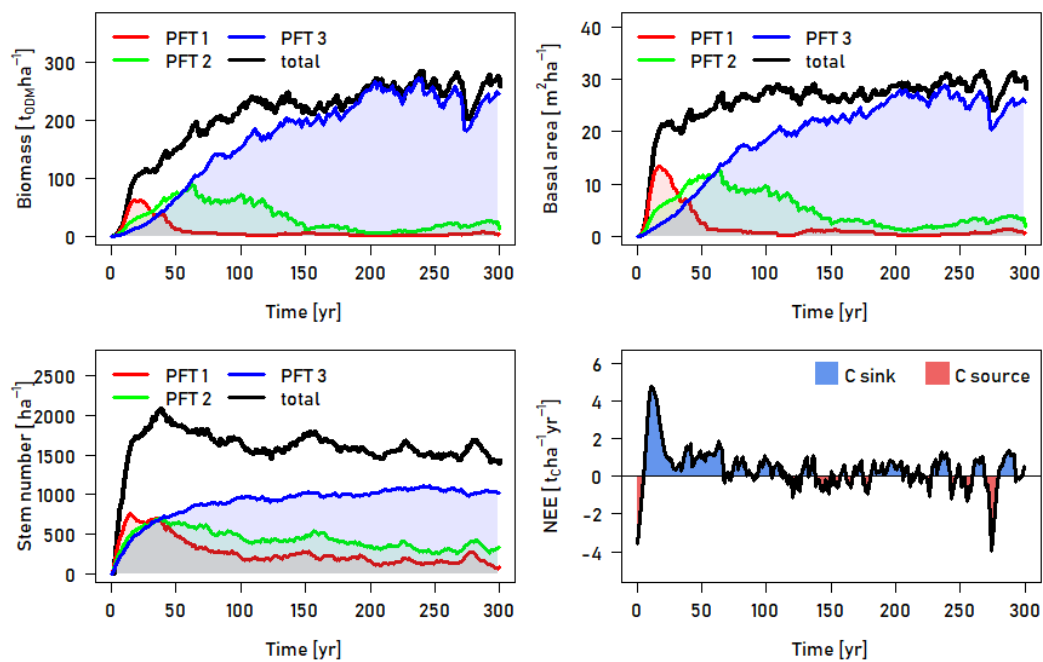 PFT 1 PFT 3
PFT 2 total
Biomass [ t_ODM ha⁻¹]
300
200
100
0
0 50 100 150 200 250 300
Time [yr]
PFT 1 PFT 3
PFT 2 total
Basal area [ m² ha⁻¹]
40
30
20
10
0
0 50 100 150 200 250 300
Time [yr]
PFT 1 PFT 3
PFT 2 total
Stem number [ ha⁻¹]
2500
2000
1500
1000
500
0
0 50 100 150 200 250 300
Time [yr]
C sink C source
NEE [ t_C ha⁻¹ yr⁻¹]
6
4
2
0
−2
−4
0 50 100 150 200 250 300
Time [yr]